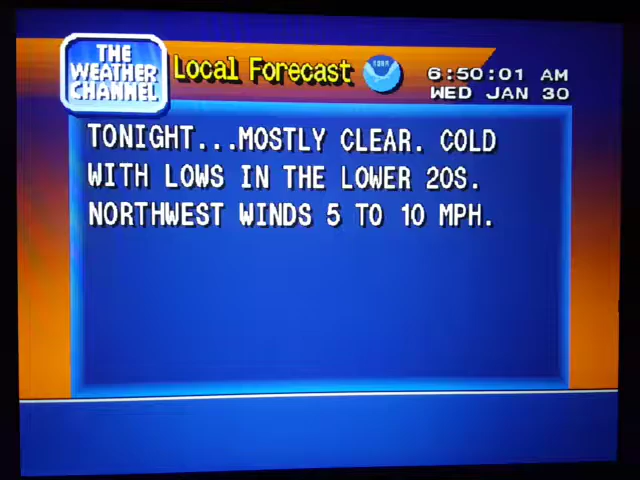 THE
WEATHER
CHANNEL
Local Forecast
NOAA
6:50:01 AM
WED JAN 30
TONIGHT...MOSTLY CLEAR. COLD
WITH LOWS IN THE LOWER 20S.
NORTHWEST WINDS 5 TO 10 MPH.